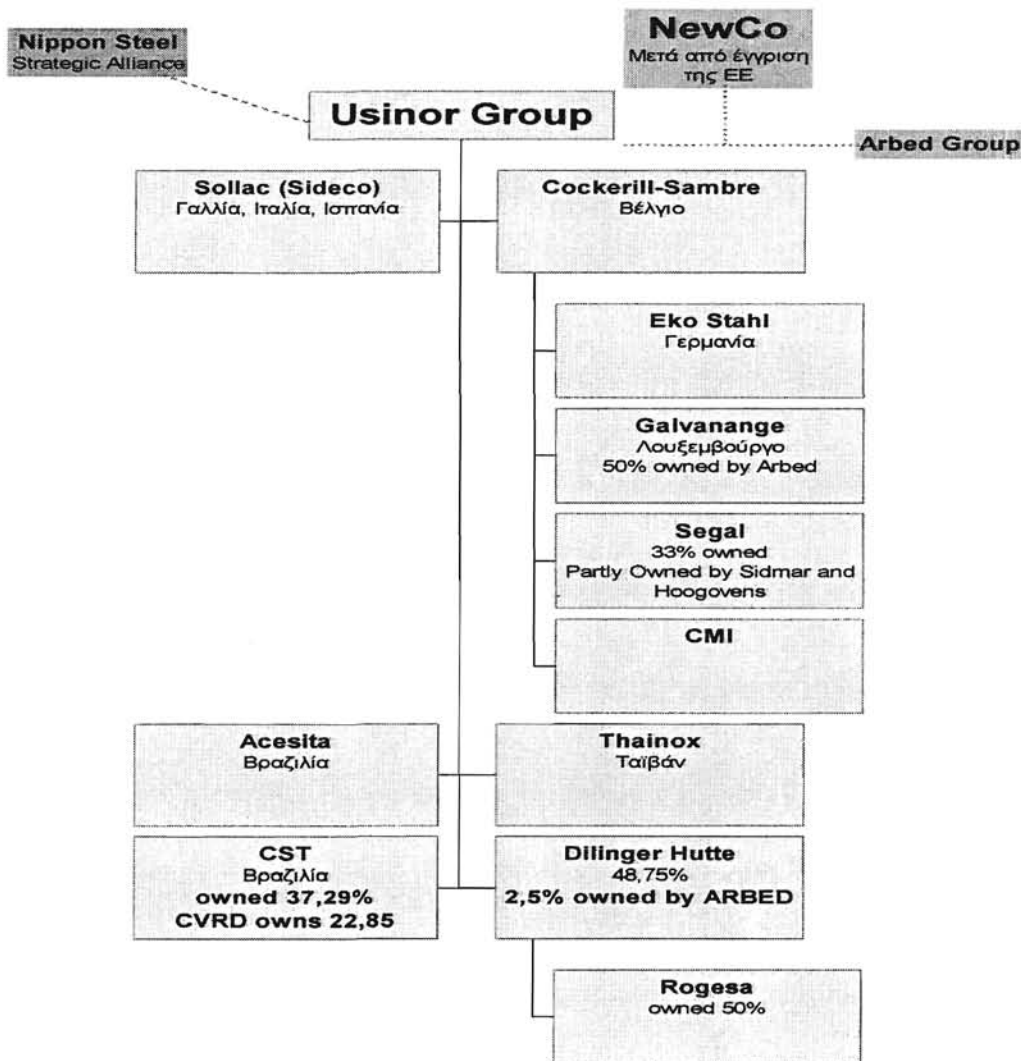 Nippon Steel
Strategic Alliance
NewCo
Μετά από έγγριση
της ΕΕ
Usinor Group
Arbed Group
Sollac (Sideco)
Γαλλία, Ιταλία, Ισπανία
Cockerill-Sambre
Βέλγιο
Eko Stahl
Γερμανία
Galvanange
Λουξεμβούργο
50% owned by Arbed
Segal
33% owned
Partly Owned by Sidmar and
Hoogovens
CMI
Acesita
Βραζιλία
Thainox
Ταϊβάν
CST
Βραζιλία
owned 37,29%
CVRD owns 22,85
Dilinger Hutte
48,75%
2,5% owned by ARBED
Rogesa
owned 50%